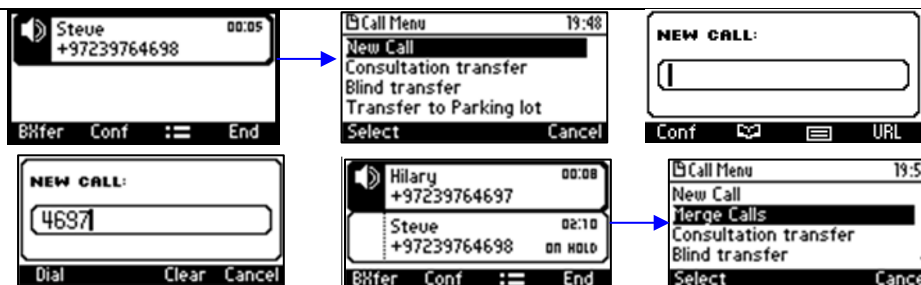 Steve 00:05
+97239764698
BXfer Conf End
Call Menu 19:48
New Call
Consultation transfer
Blind transfer
Transfer to Parking lot
Select Cancel
NEW CALL:
Conf URL
NEW CALL:
4697
Dial Clear Cancel
Hilary 00:08
+97239764697
Steve 02:10
+97239764698 ON HOLD
BXfer Conf End
Call Menu 19:5
New Call
Merge Calls
Consultation transfer
Blind transfer
Select Cance